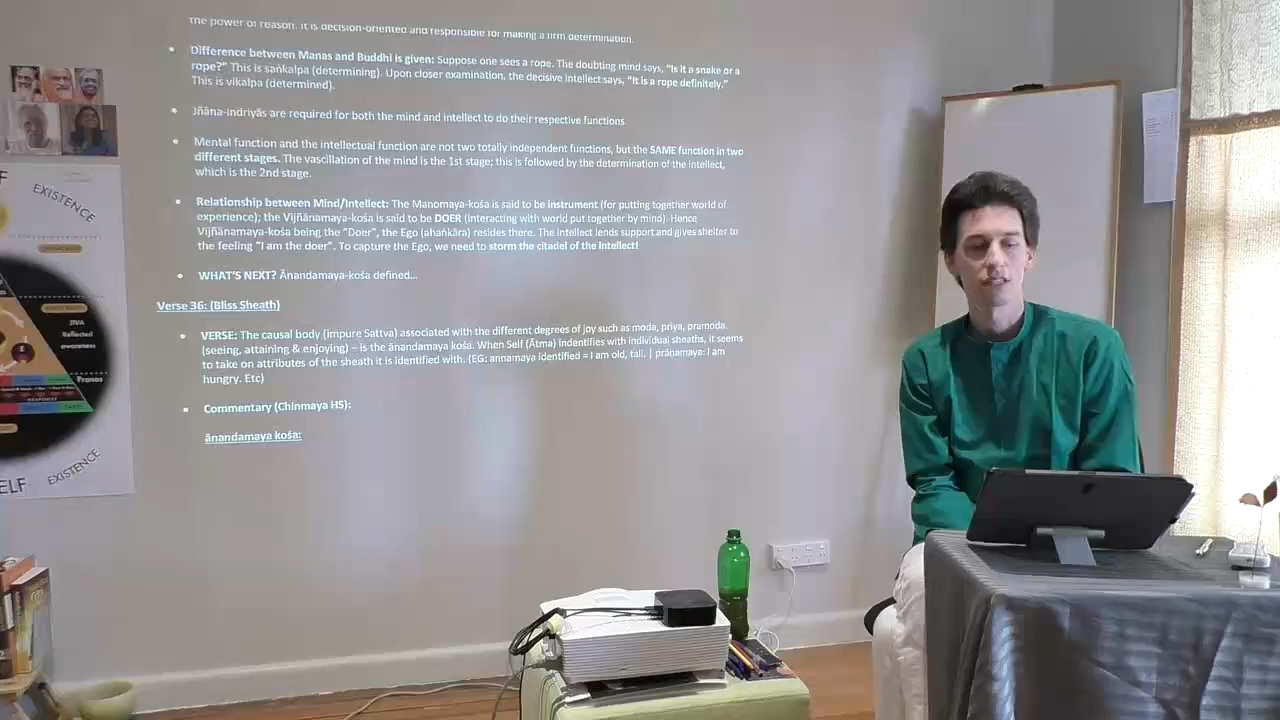 the power of reason. It is decision-oriented and responsible for making a firm determination.
• Difference between Manas and Buddhi is given: Suppose one sees a rope. The doubting mind says, "Is it a snake or a
rope?" This is saṅkalpa (determining). Upon closer examination, the decisive intellect says, "It is a rope definitely."
This is vikalpa (determined).
• Jñāna-indriyās are required for both the mind and intellect to do their respective functions.
• Mental function and the intellectual function are not two totally independent functions, but the SAME function in two
different stages. The vascillation of the mind is the 1st stage; this is followed by the determination of the intellect,
which is the 2nd stage.
• Relationship between Mind/Intellect: The Manomaya-kośa is said to be instrument (for putting together world of
experience); the Vijñānamaya-kośa is said to be DOER (interacting with world put together by mind). Hence
Vijñānamaya-kośa being the "Doer", the Ego (ahaṅkāra) resides there. The intellect lends support and gives shelter to
the feeling "I am the doer". To capture the Ego, we need to storm the citadel of the intellect!
• WHAT'S NEXT? Ānandamaya-kośa defined...
Verse 36: (Bliss Sheath)
• VERSE: The causal body (impure Sattva) associated with the different degrees of joy such as moda, priya, pramoda.
(seeing, attaining & enjoying) – is the ānandamaya kośa. When Self (Ātma) indentifies with individual sheaths, it seems
to take on attributes of the sheath it is identified with. (EG: annamaya identified = I am old, tall. | prānamaya: I am
hungry. Etc)
• Commentary (Chinmaya HS):
ānandamaya kośa:
EXISTENCE
JIVA
Reflected
awareness
Pranas
EXISTENCE